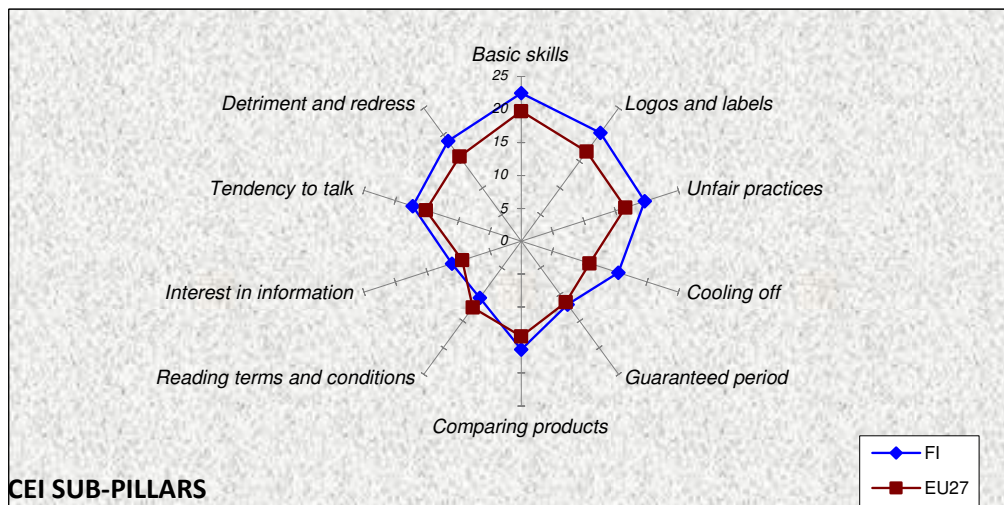 Basic skills
25
Detriment and redress
20
Logos and labels
15
10
Tendency to talk
Unfair practices
5
0
Interest in information
Cooling off
Reading terms and conditions
Guaranteed period
Comparing products
FI
EU27
CEI SUB-PILLARS